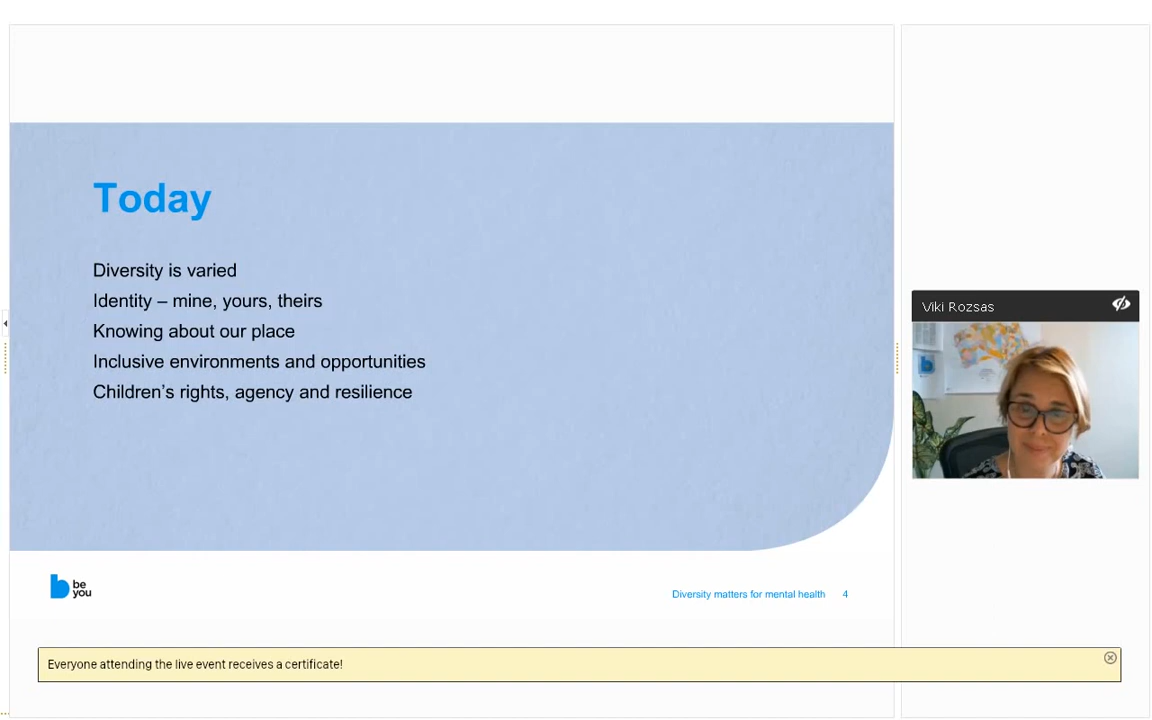 Today
Diversity is varied
Identity – mine, yours, theirs
Knowing about our place
Inclusive environments and opportunities
Children's rights, agency and resilience
Viki Rozsas
be
you
Diversity matters for mental health 4
Everyone attending the live event receives a certificate!